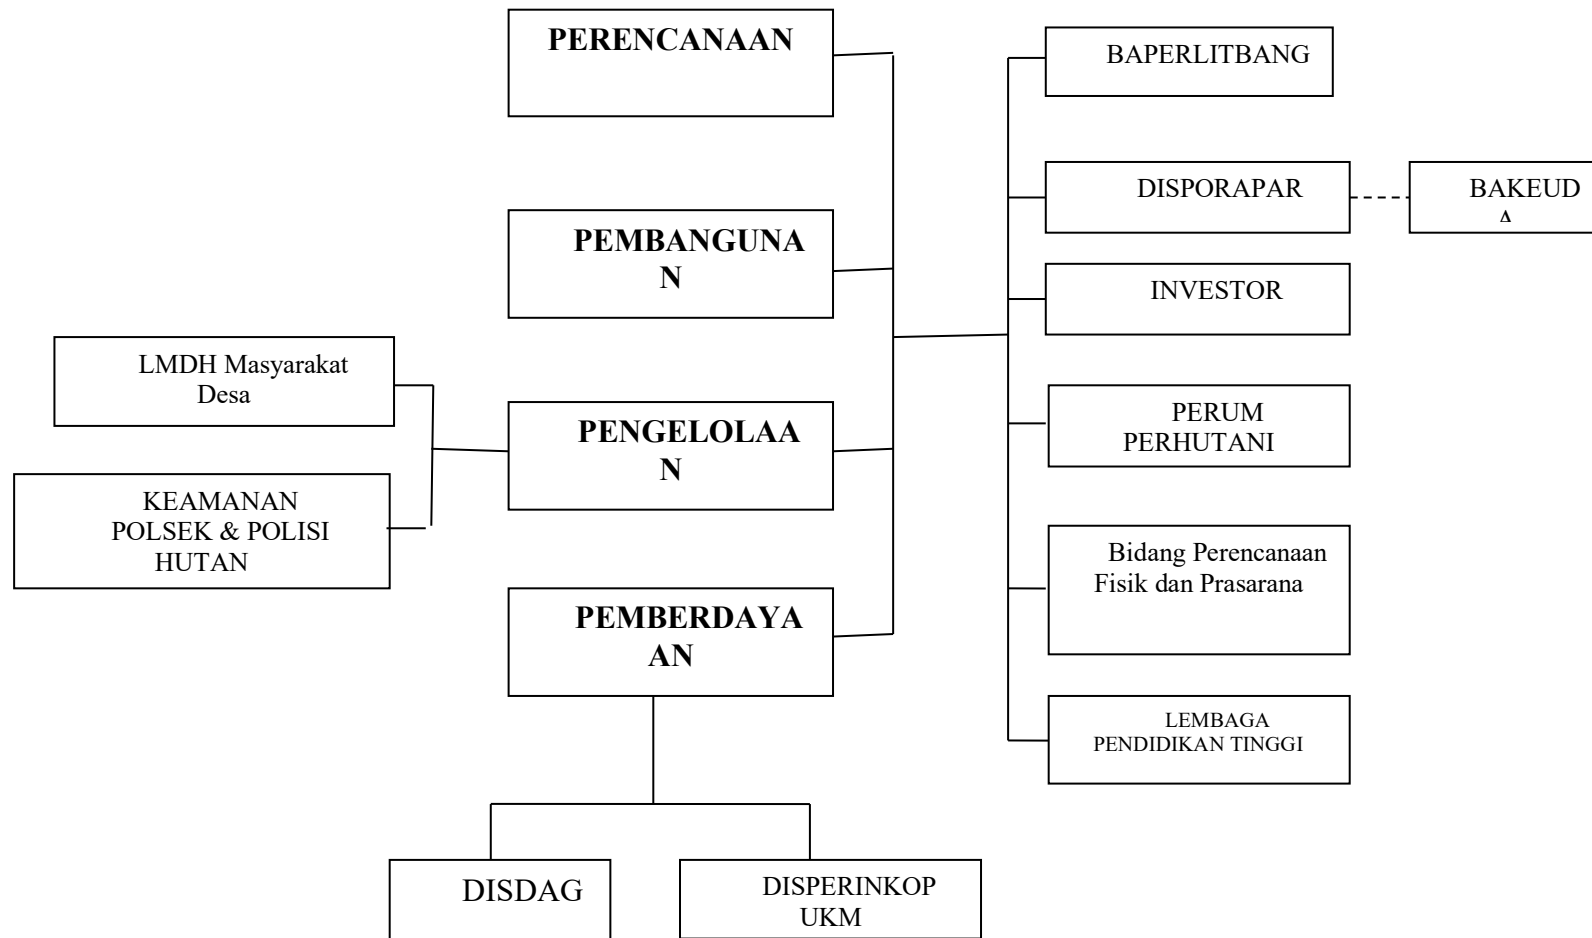 PERENCANAAN
BAPERLITBANG
DISPORAPAR
BAKEUD
A
PEMBANGUNA
N
INVESTOR
LMDH Masyarakat
Desa
PENGELOLAA
N
PERUM
PERHUTANI
KEAMANAN
POLSEK & POLISI
HUTAN
Bidang Perencanaan
Fisik dan Prasarana
PEMBERDAYA
AN
LEMBAGA
PENDIDIKAN TINGGI
DISDAG
DISPERINKOP
UKM